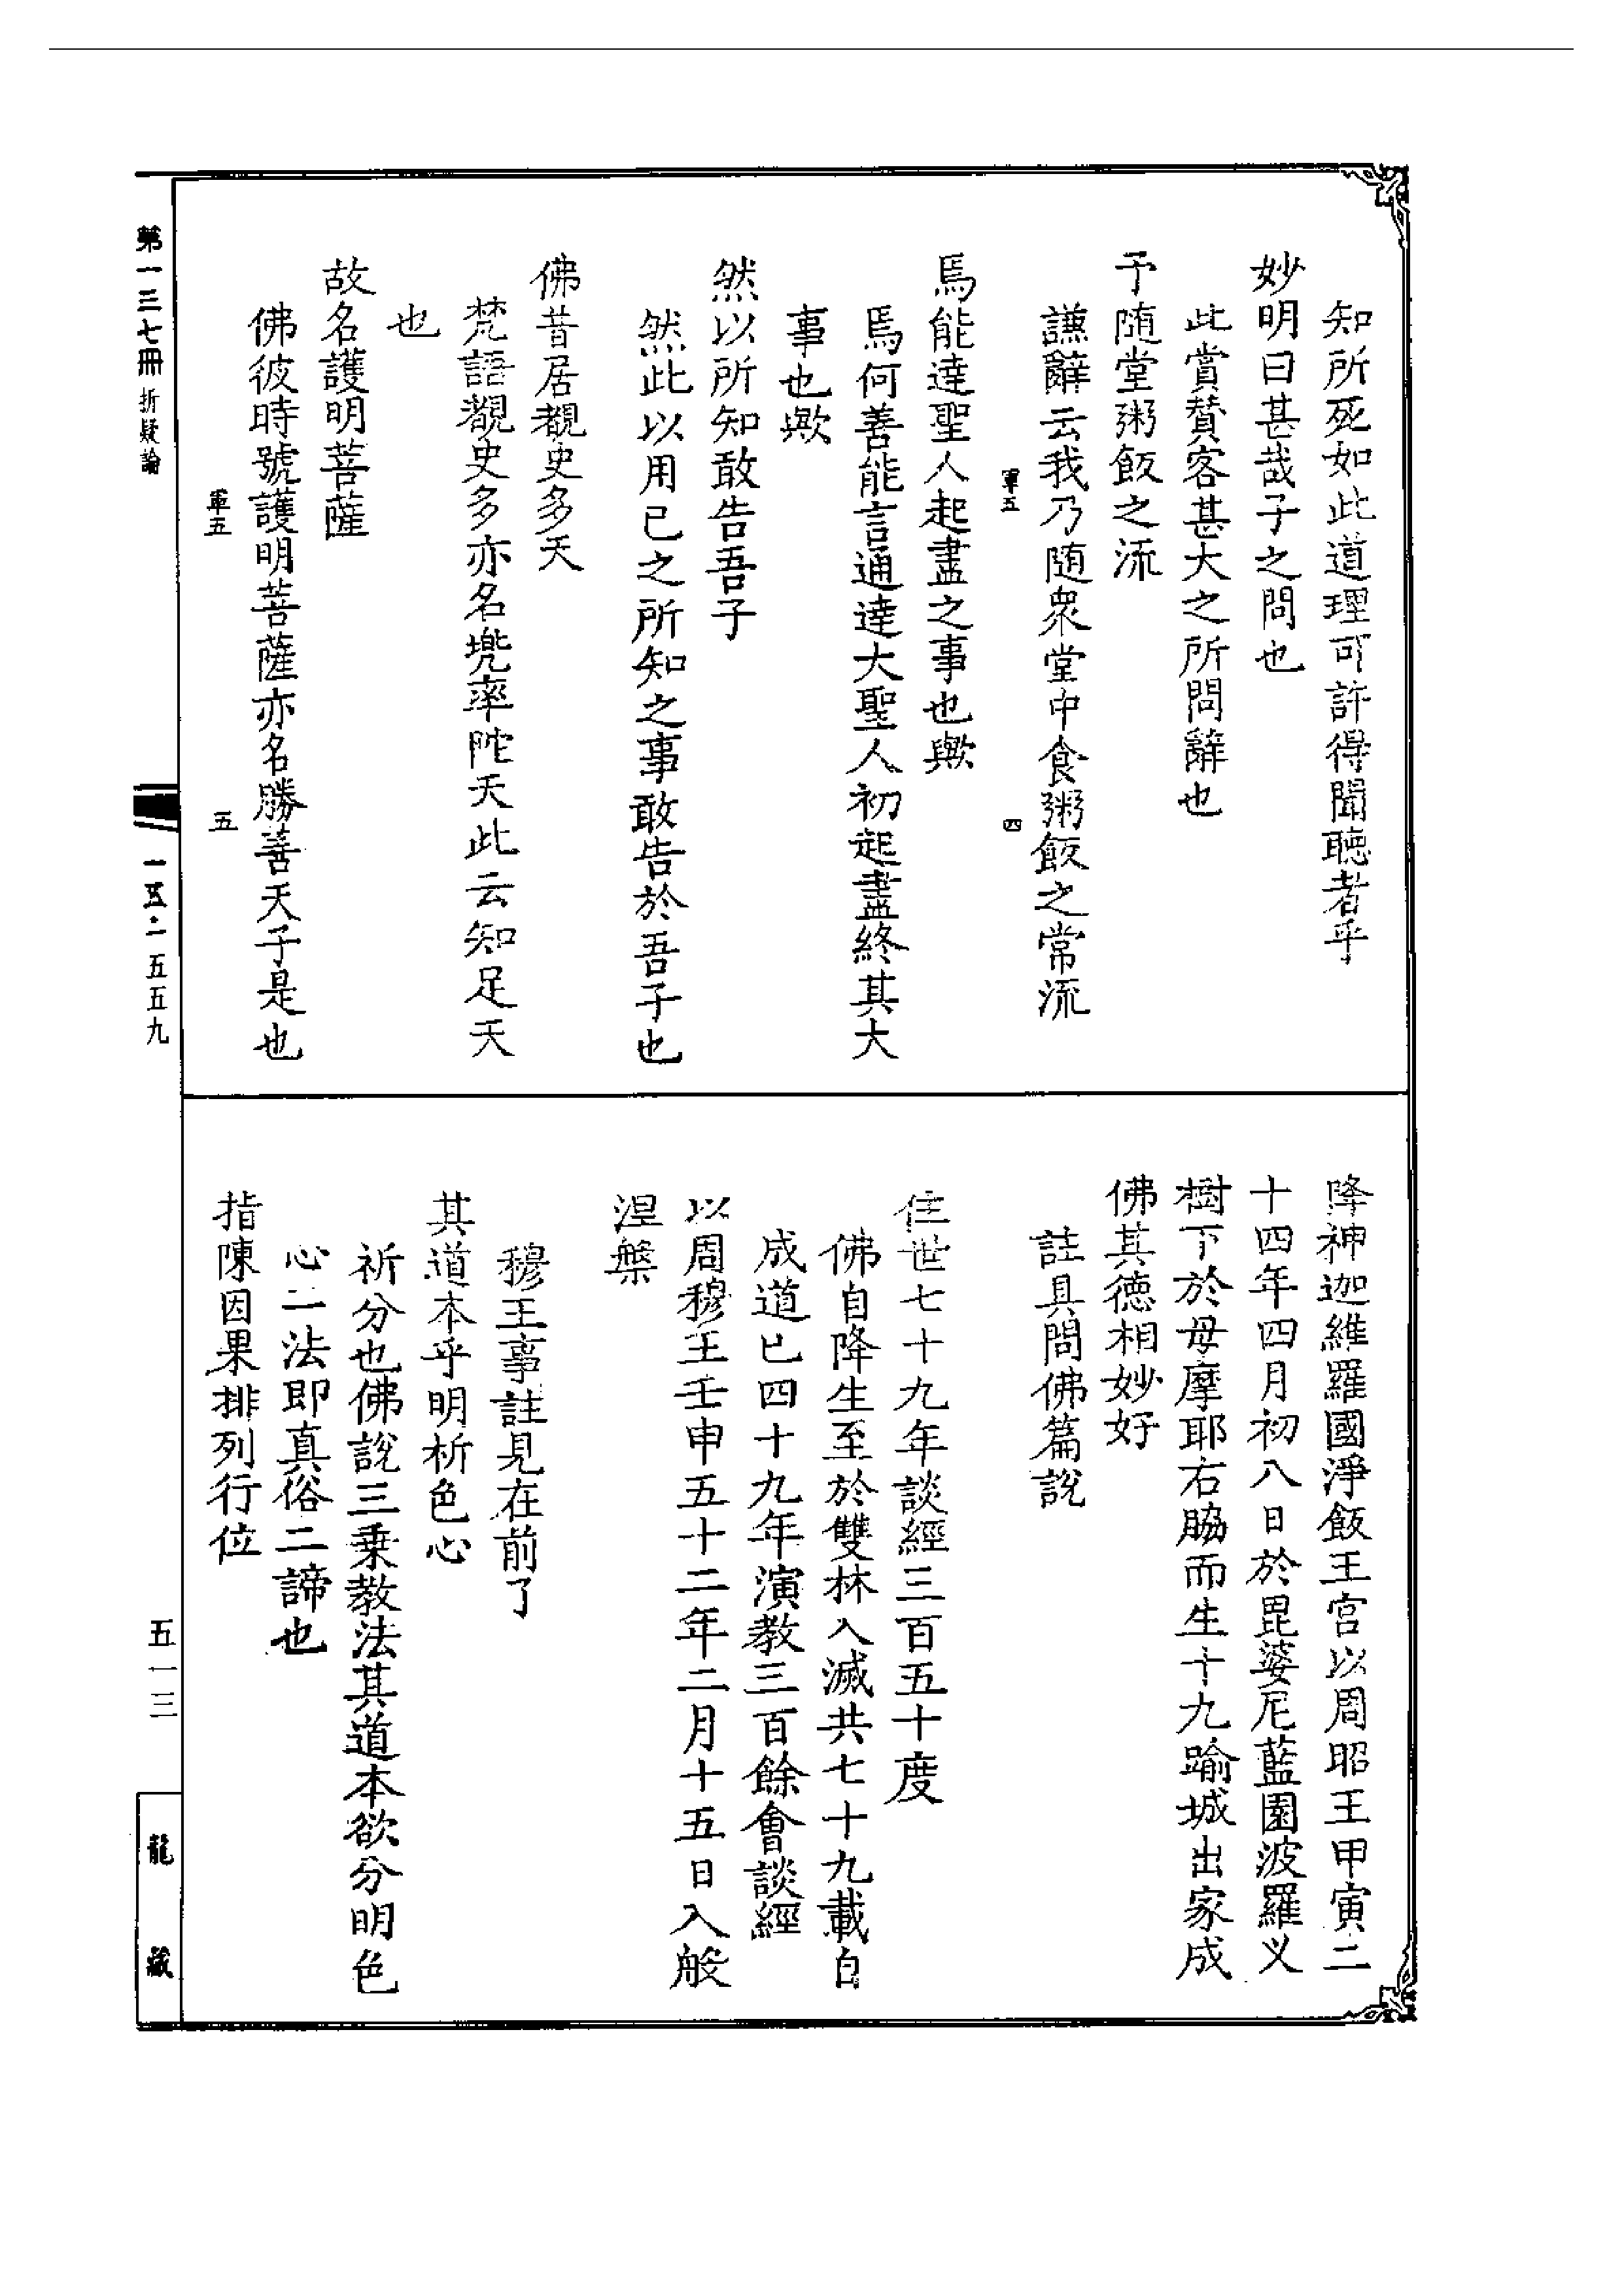 知所死如此道理可許得聞聽者乎
妙明曰甚哉子之問也
此賞贊客甚大之所問辭也
予隨堂粥飯之流
謙辭云我乃随衆堂中食粥飯之常流
軍五
四
焉能達聖人起盡之事也歟
焉何善能言通達大聖人初起盡終其大
事也歟
然以所知敢告吾子
然此以用已之所知之事敢告於吾子也
佛昔居覩史多天
梵語覩史多亦名兠率陀天此云知足天
也
故名護明菩薩
佛彼時號護明菩薩亦名勝善天子是也
軍五
五
降神迦維羅國淨飯王宮以周昭王甲寅二
十四年四月初八日於毘婆尼藍園波羅义
樹下於母摩耶右脇而生十九踰城出家成
佛其德相妙好
註具問佛篇說
住世七十九年談經三百五十度
佛自降生至於雙林入滅共七十九載自
成道已四十九年演教三百餘會談經
以周穆王壬申五十二年二月十五日入般
涅槃
穆王事註見在前了
其道本乎明析色心
祈分也佛說三乗教法其道本欲分明色
心二法即真俗二諦也
指陳因果排列行位
第一三七冊 折疑論
一五·一五五九
五一三
龍藏